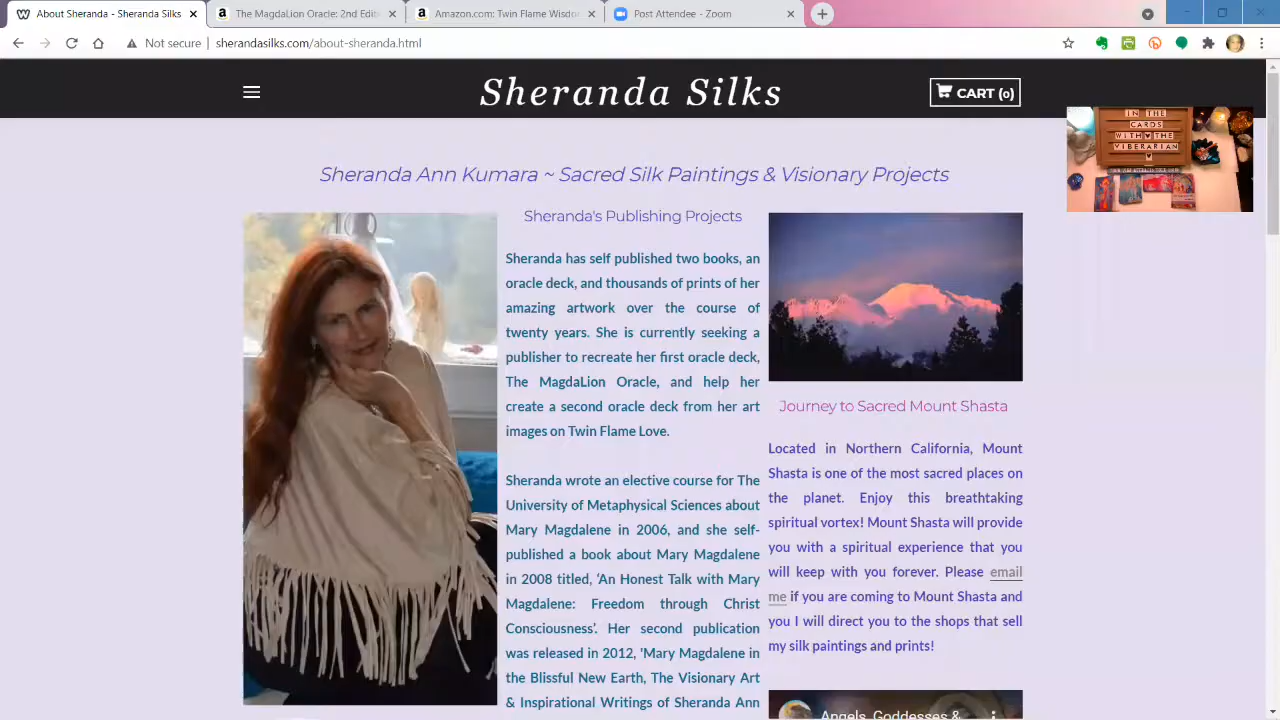 About Sheranda - Sheranda Silks
The MagdaLion Oracle: 2nd Edit
Amazon.com: Twin Flame Wisdo
Post Attendee - Zoom
Not secure | sherandasilks.com/about-sheranda.html
Sheranda Silks
CART (0)
IN THE
CARDS
WITH THE
VIBERARIAN
Sheranda Ann Kumara ~ Sacred Silk Paintings & Visionary Projects
Sheranda's Publishing Projects
Sheranda has self published two books, an
oracle deck, and thousands of prints of her
amazing artwork over the course of
twenty years. She is currently seeking a
publisher to recreate her first oracle deck,
The MagdaLion Oracle, and help her
create a second oracle deck from her art
images on Twin Flame Love.
Sheranda wrote an elective course for The
University of Metaphysical Sciences about
Mary Magdalene in 2006, and she self-
published a book about Mary Magdalene
in 2008 titled, ‘An Honest Talk with Mary
Magdalene: Freedom through Christ
Consciousness’. Her second publication
was released in 2012, 'Mary Magdalene in
the Blissful New Earth, The Visionary Art
& Inspirational Writings of Sheranda Ann
Journey to Sacred Mount Shasta
Located in Northern California, Mount
Shasta is one of the most sacred places on
the planet. Enjoy this breathtaking
spiritual vortex! Mount Shasta will provide
you with a spiritual experience that you
will keep with you forever. Please email
me if you are coming to Mount Shasta and
you I will direct you to the shops that sell
my silk paintings and prints!
Angels, Goddesses &